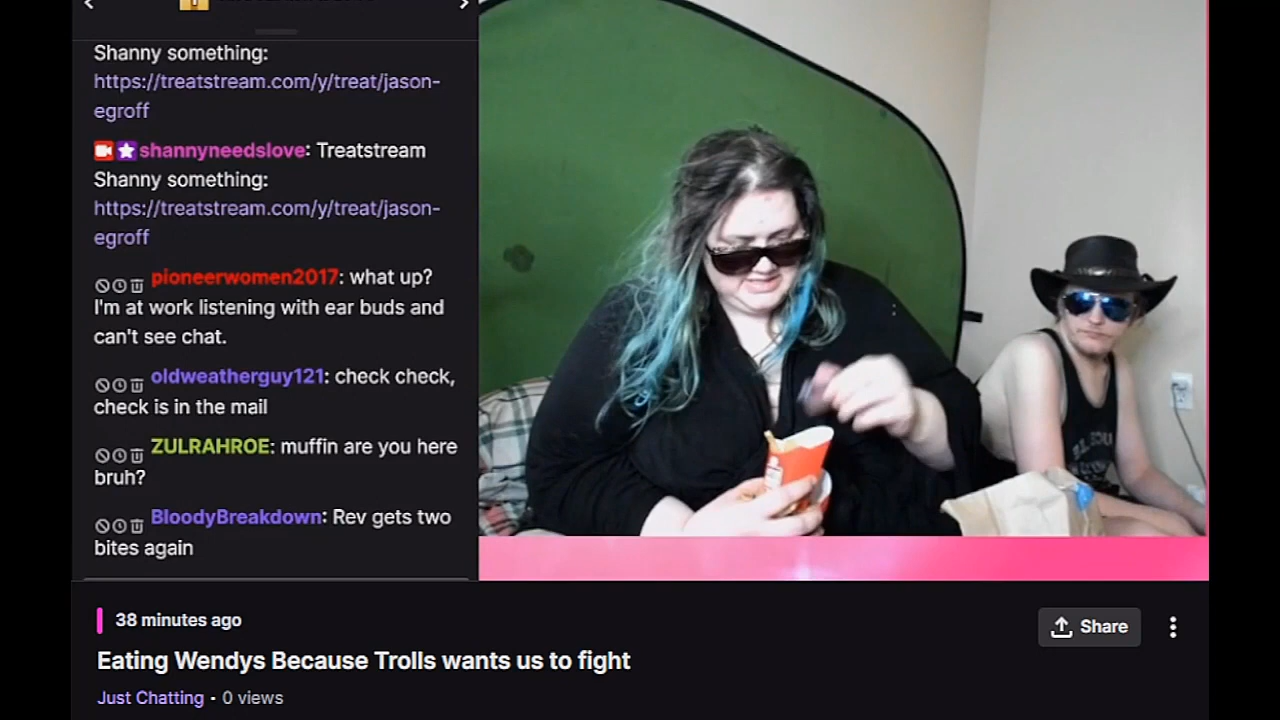 Shanny something:
https://treatstream.com/y/treat/jason-
egroff
shannyneedslove: Treatstream
Shanny something:
https://treatstream.com/y/treat/jason-
egroff
pioneerwomen2017: what up?
I'm at work listening with ear buds and
can't see chat.
oldweatherguy121: check check,
check is in the mail
ZULRAHROE: muffin are you here
bruh?
BloodyBreakdown: Rev gets two
bites again
38 minutes ago
Share
Eating Wendys Because Trolls wants us to fight
Just Chatting • 0 views